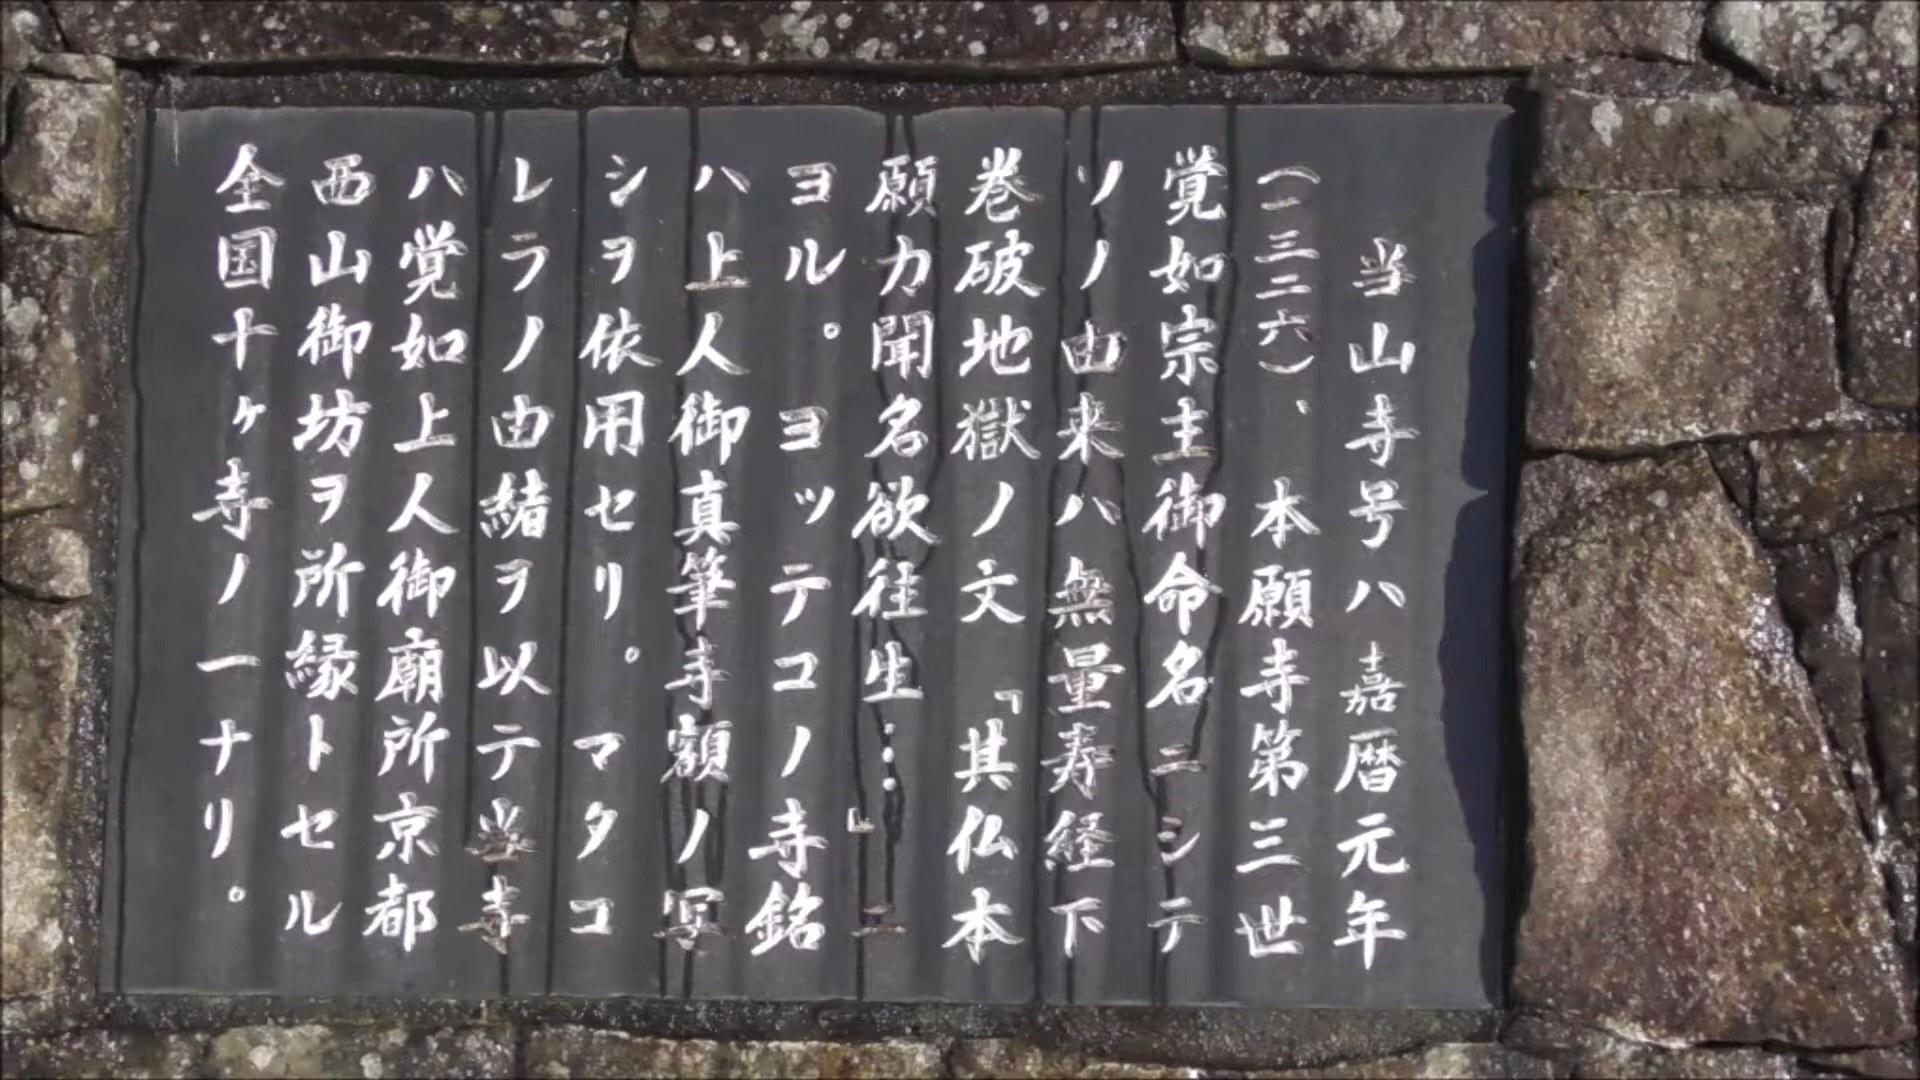 当山寺号ハ嘉暦元年
(一三二六)、本願寺第三世
覚如宗主御命名ニシテ
ソノ由来ハ無量寿経下
巻破地獄ノ文「其仏本
願力聞名欲往生…」ニ
ヨル。ヨッテコノ寺銘
ハ上人御真筆寺額ノ写
シヲ依用セリ。マタコ
レラノ由緒ヲ以テ当寺
ハ覚如上人御廟所京都
西山御坊ヲ所縁トセル
全国十ヶ寺ノ一ナリ。